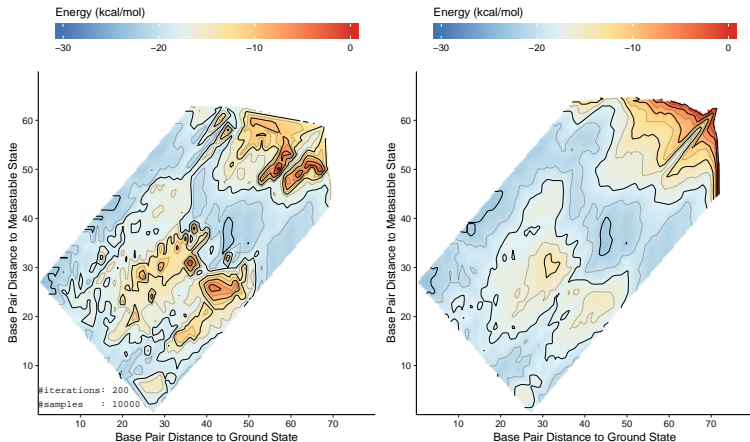 Energy (kcal/mol)
−30 −20 −10 0
Base Pair Distance to Metastable State
60
50
40
30
20
10
#iterations: 200
#samples : 10000
10 20 30 40 50 60 70
Base Pair Distance to Ground State
Energy (kcal/mol)
−30 −20 −10 0
Base Pair Distance to Metastable State
60
50
40
30
20
10
10 20 30 40 50 60 70
Base Pair Distance to Ground State